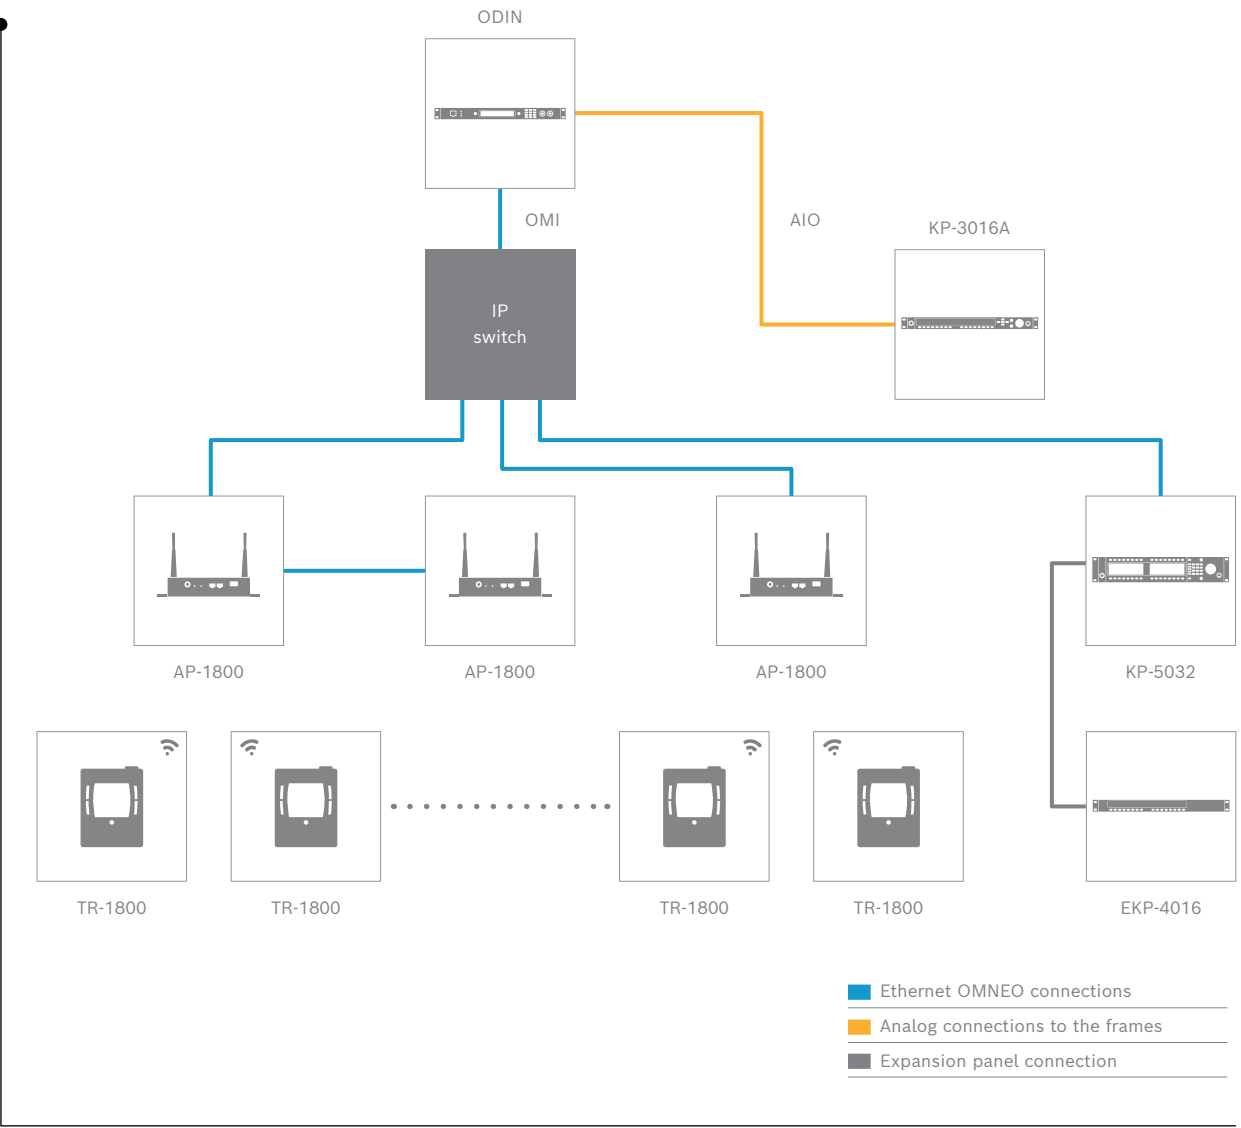 ODIN
OMI
AIO
KP-3016A
IP
switch
AP-1800
AP-1800
AP-1800
KP-5032
TR-1800
TR-1800
TR-1800
TR-1800
EKP-4016
Ethernet OMNEO connections
Analog connections to the frames
Expansion panel connection